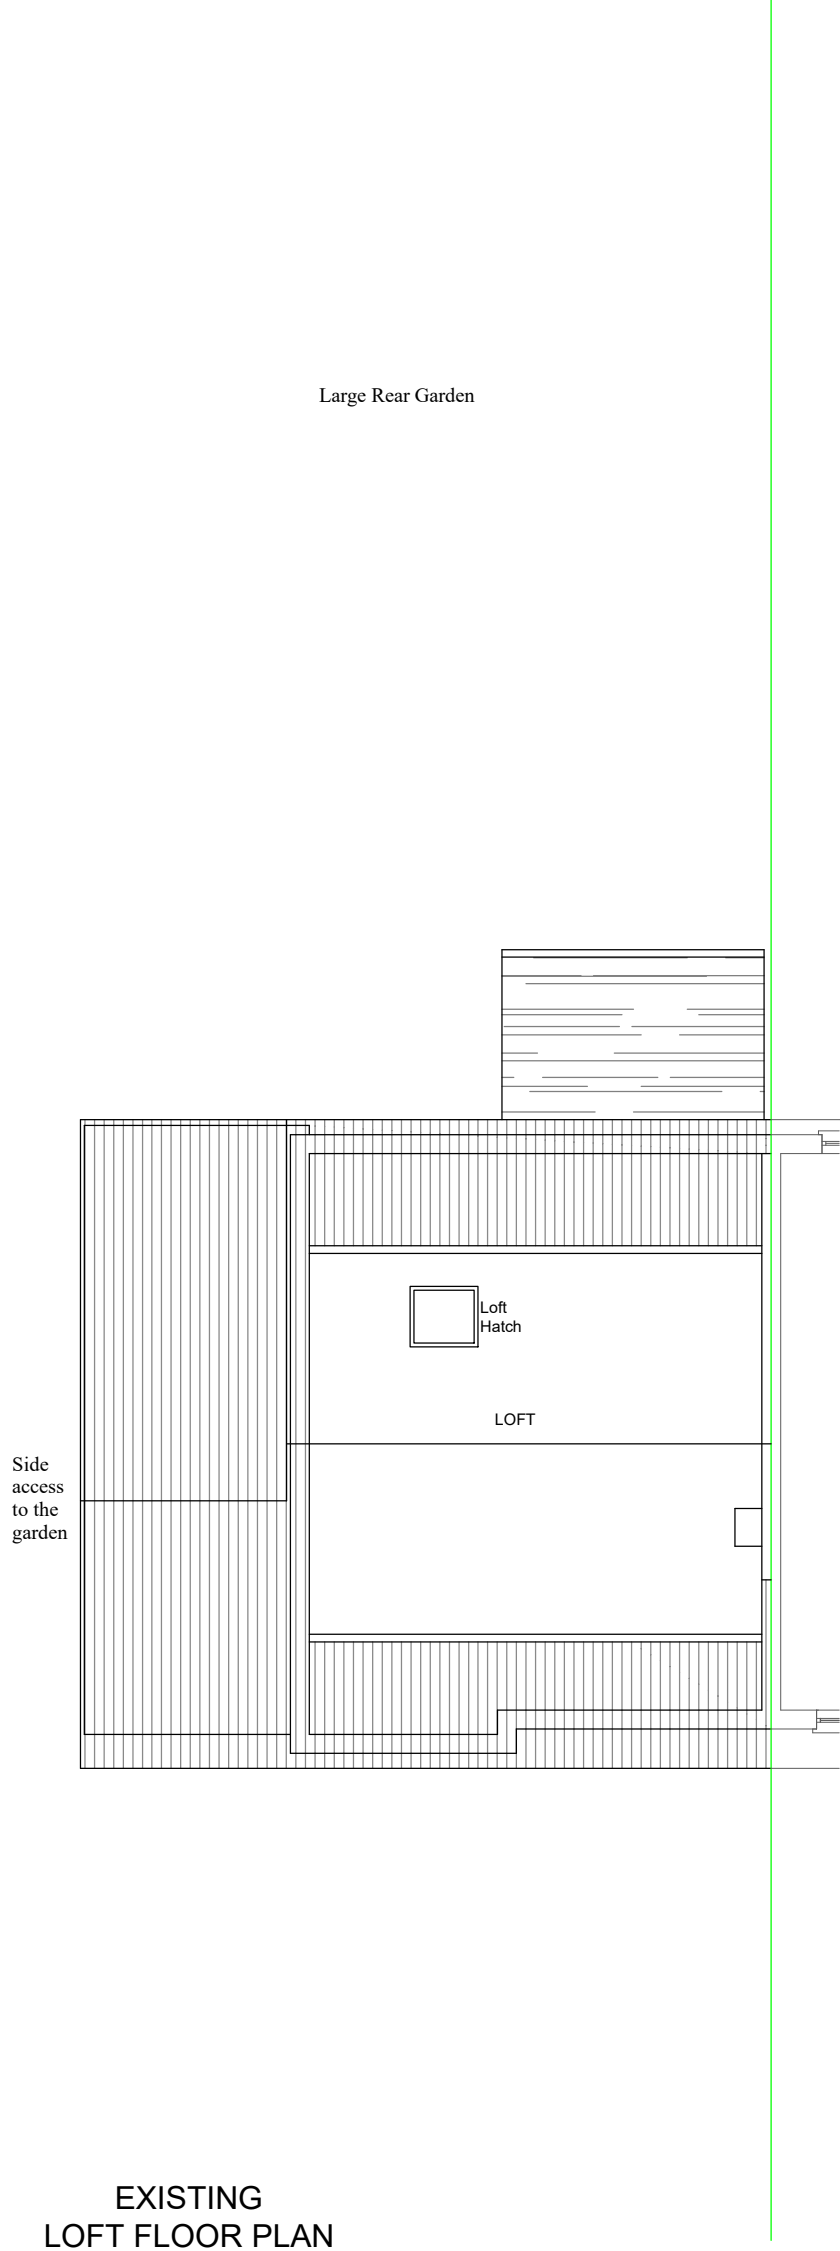 Large Rear Garden
Loft
Hatch
LOFT
Side
access
to the
garden
EXISTING
LOFT FLOOR PLAN